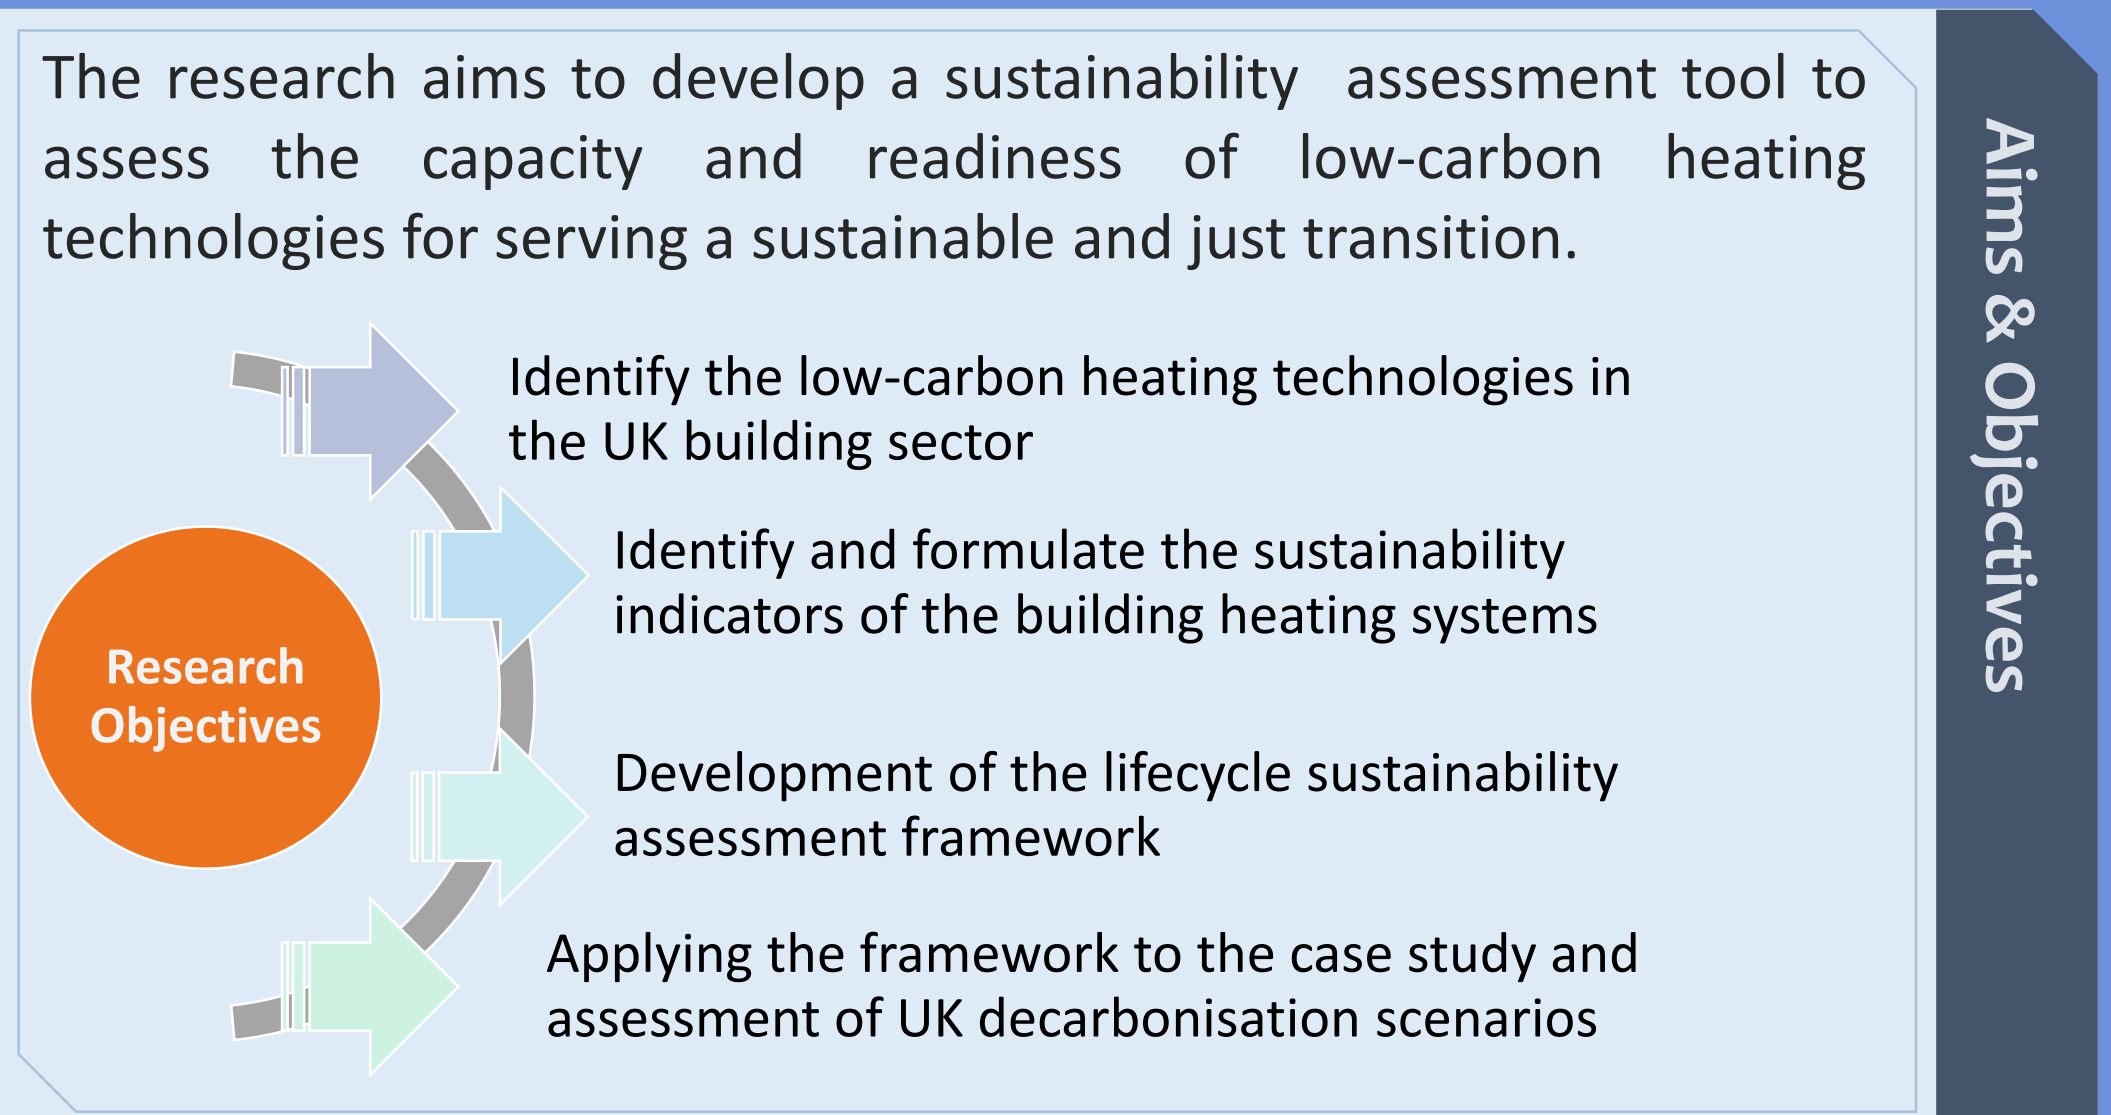 The research aims to develop a sustainability assessment tool to
assess the capacity and readiness of low-carbon heating
technologies for serving a sustainable and just transition.
Identify the low-carbon heating technologies in
the UK building sector
Identify and formulate the sustainability
indicators of the building heating systems
Research
Objectives
Development of the lifecycle sustainability
assessment framework
Applying the framework to the case study and
assessment of UK decarbonisation scenarios
Aims & Objectives